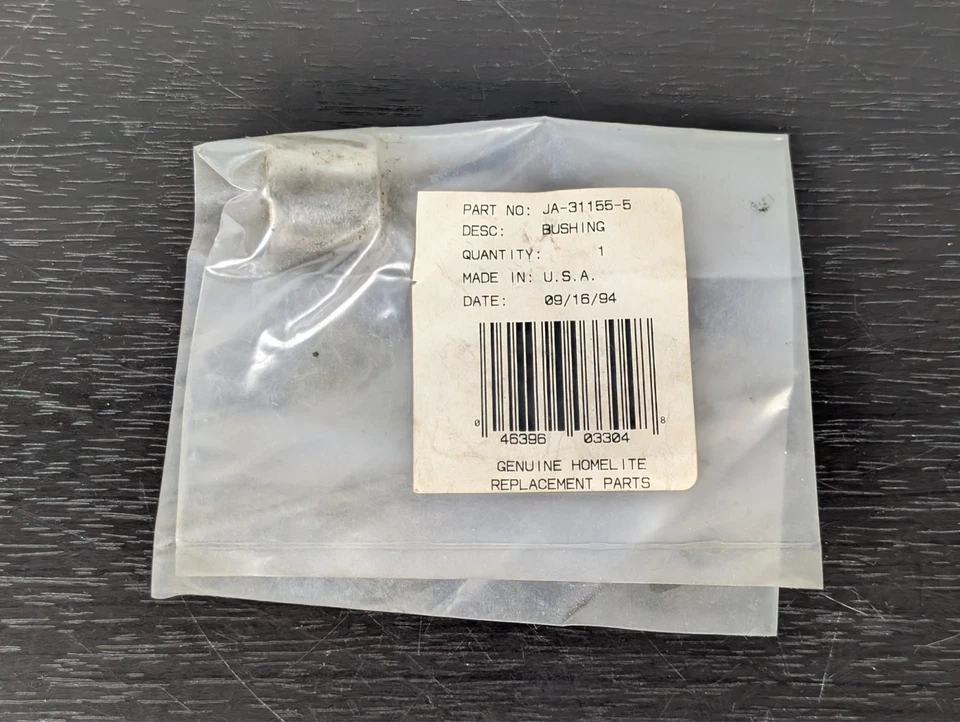 PART NO: JA-31155-5
DESC: BUSHING
QUANTITY: 1
MADE IN: U.S.A.
DATE: 09/16/94
0 46396 03304 8
GENUINE HOMELITE
REPLACEMENT PARTS